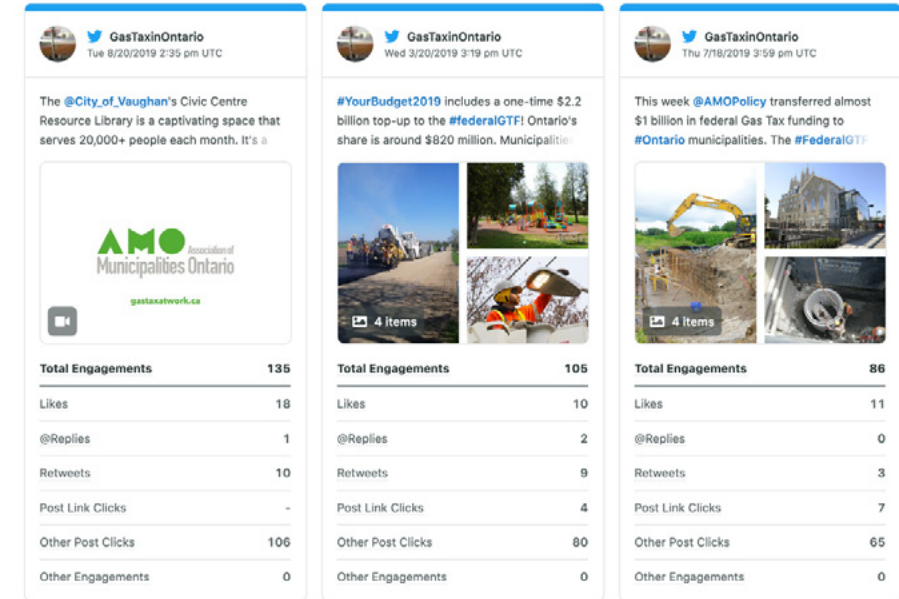 GasTaxinOntario
Tue 8/20/2019 2:35 pm UTC
The @City_of_Vaughan's Civic Centre
Resource Library is a captivating space that
serves 20,000+ people each month. It's a
AMO Association of
Municipalities Ontario
gastaxatwork.ca
Total Engagements 135
Likes 18
@Replies 1
Retweets 10
Post Link Clicks -
Other Post Clicks 106
Other Engagements 0
GasTaxinOntario
Wed 3/20/2019 3:19 pm UTC
#YourBudget2019 includes a one-time $2.2
billion top-up to the #federalGTF! Ontario's
share is around $820 million. Municipalities
4 items
Total Engagements 105
Likes 10
@Replies 2
Retweets 9
Post Link Clicks 4
Other Post Clicks 80
Other Engagements 0
GasTaxinOntario
Thu 7/18/2019 3:59 pm UTC
This week @AMOPolicy transferred almost
$1 billion in federal Gas Tax funding to
#Ontario municipalities. The #FederalGTF
4 items
Total Engagements 86
Likes 11
@Replies 0
Retweets 3
Post Link Clicks 7
Other Post Clicks 65
Other Engagements 0